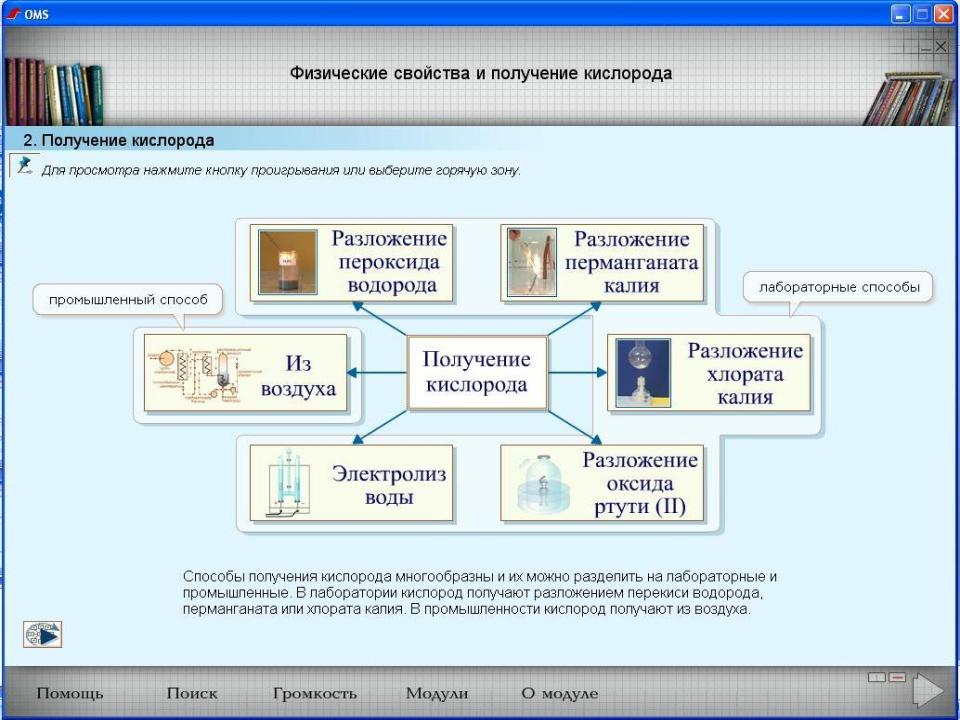 OMS
Физические свойства и получение кислорода
2. Получение кислорода
Для просмотра нажмите кнопку проигрывания или выберите горячую зону.
Разложение
пероксида
водорода
Разложение
перманганата
калия
промышленный способ
лабораторные способы
Из
воздуха
Получение
кислорода
Разложение
хлората
калия
Электролиз
воды
Разложение
оксида
ртути (II)
Способы получения кислорода многообразны и их можно разделить на лабораторные и
промышленные. В лаборатории кислород получают разложением перекиси водорода,
перманганата или хлората калия. В промышленности кислород получают из воздуха.
Помощь
Поиск
Громкость
Модули
О модуле